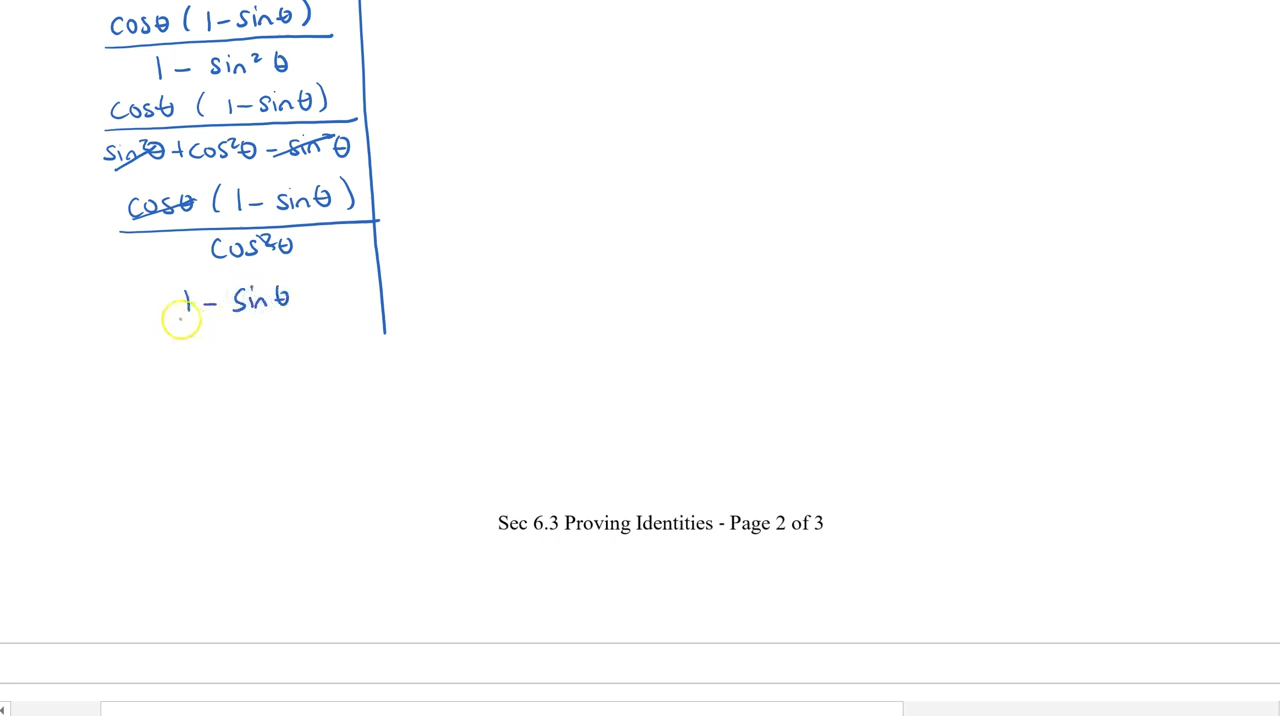 cosθ ( 1 - sinθ )
1 - sin² θ
cosθ ( 1 - sinθ )
sin²θ + cos²θ - sin²θ
cosθ ( 1 - sinθ )
cos²θ
1 - sinθ
Sec 6.3 Proving Identities - Page 2 of 3